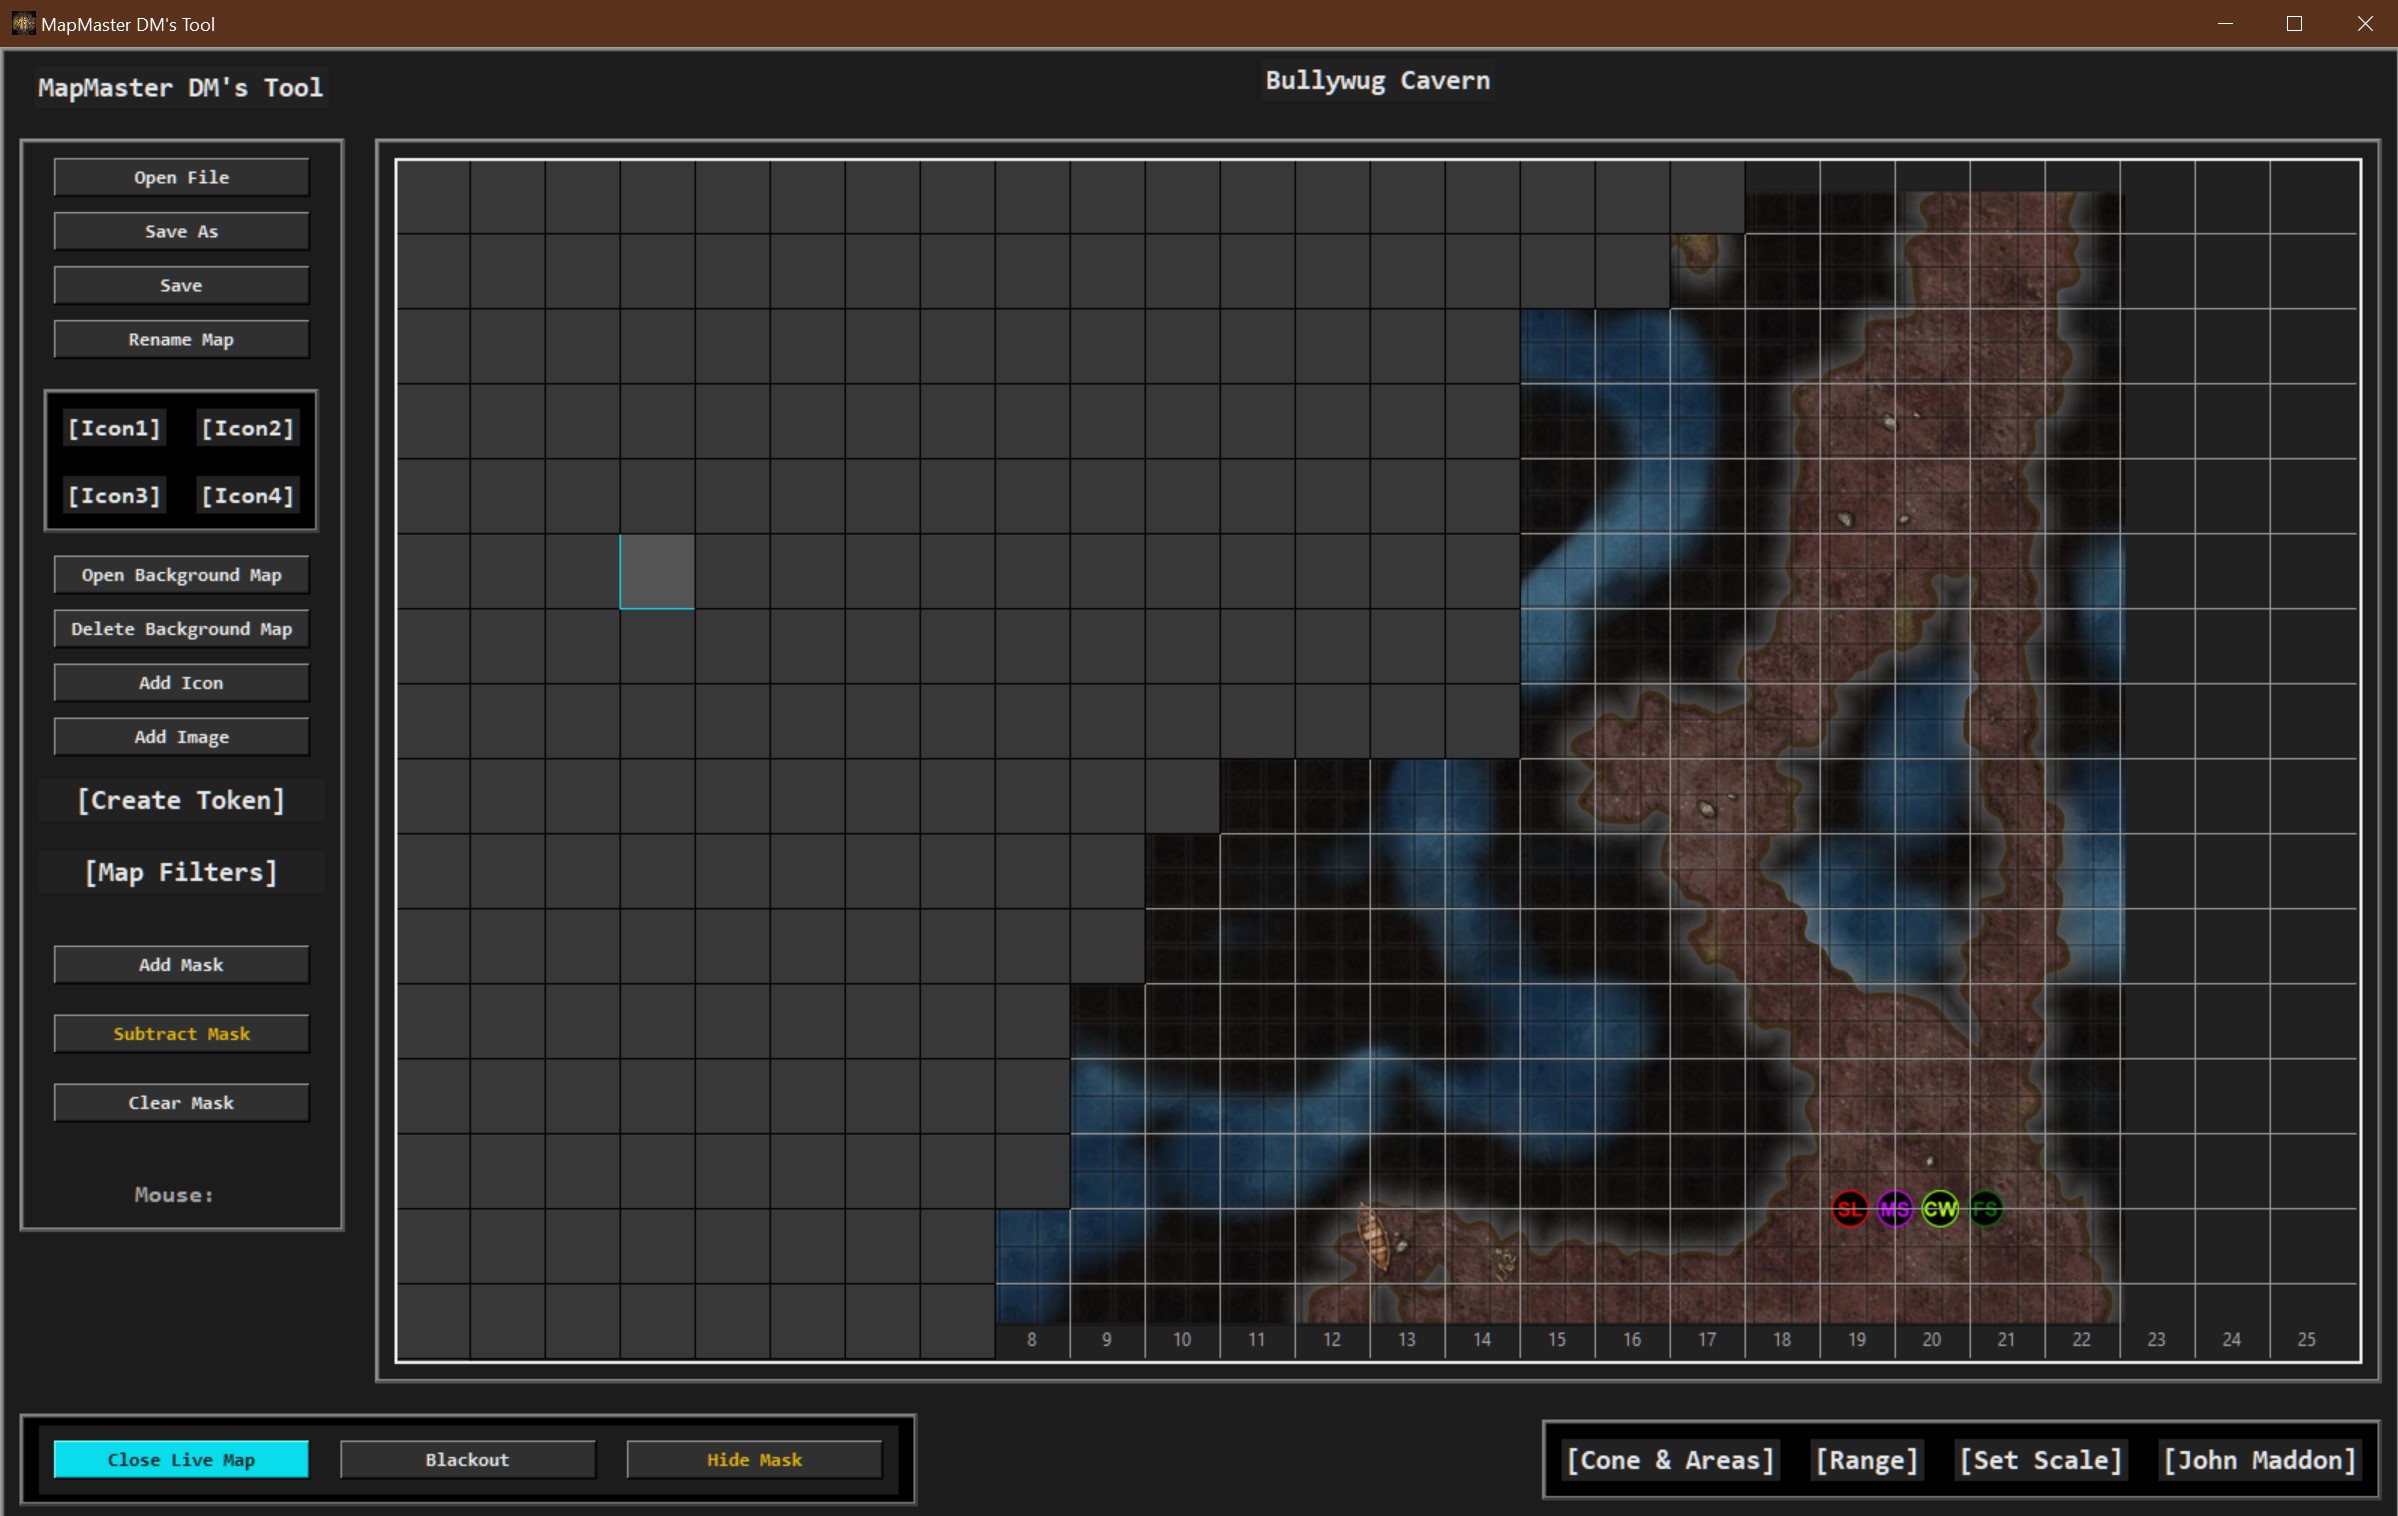 MapMaster DM's Tool
MapMaster DM's Tool
Bullywug Cavern
Open File
Save As
Save
Rename Map
[Icon1] [Icon2]
[Icon3] [Icon4]
Open Background Map
Delete Background Map
Add Icon
Add Image
[Create Token]
[Map Filters]
Add Mask
Subtract Mask
Clear Mask
Mouse:
SL MS CW FS
8 9 10 11 12 13 14 15 16 17 18 19 20 21 22 23 24 25
Close Live Map Blackout Hide Mask
[Cone & Areas] [Range] [Set Scale] [John Maddon]